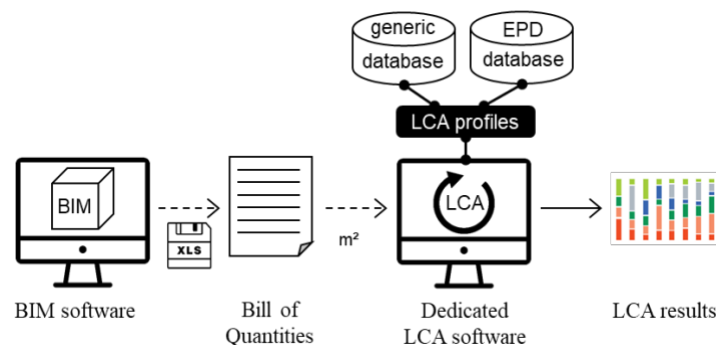 generic
database
EPD
database
LCA profiles
BIM
XLS
m²
LCA
BIM software
Bill of
Quantities
Dedicated
LCA software
LCA results